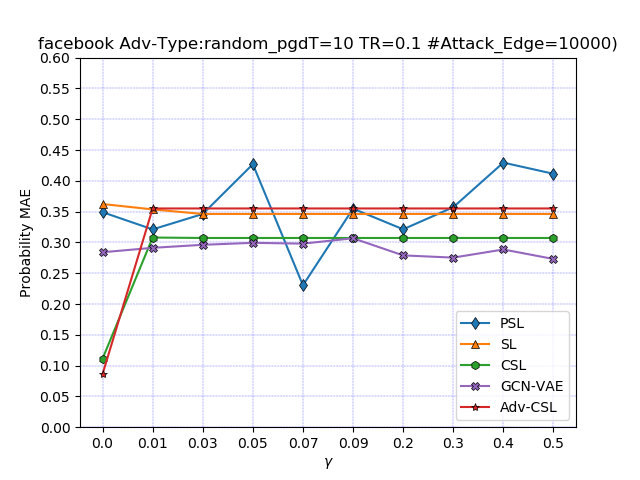 facebook Adv-Type:random_pgdT=10 TR=0.1 #Attack_Edge=10000)
0.60
0.55
0.50
0.45
0.40
0.35
0.30
0.25
0.20
0.15
0.10
0.05
0.00
Probability MAE
PSL
SL
CSL
GCN-VAE
Adv-CSL
0.0 0.01 0.03 0.05 0.07 0.09 0.2 0.3 0.4 0.5
γ